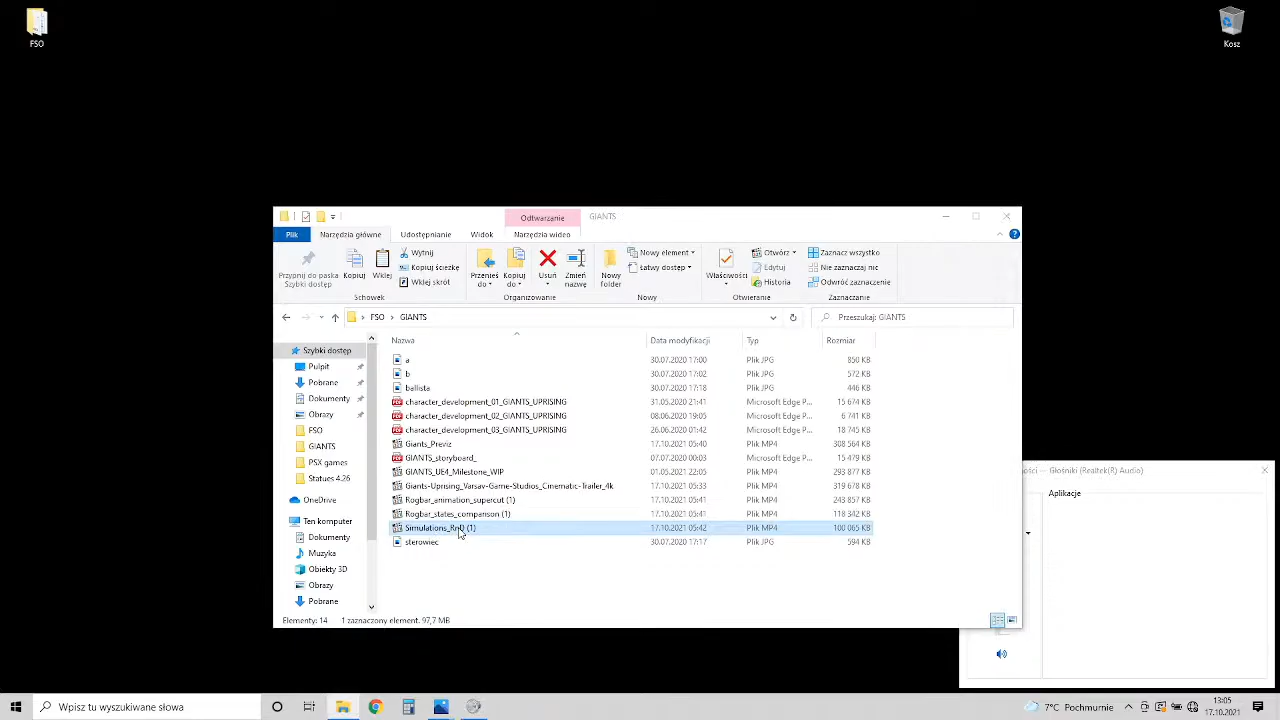 FSO
Kosz
Odtwarzanie
GIANTS
Plik
Narzędzia główne
Udostępnianie
Widok
Narzędzia wideo
Przypnij do paska
Szybki dostęp
Kopiuj
Wklej
Wytnij
Kopiuj ścieżkę
Wklej skrót
Schowek
Przenieś
do
Kopiuj
do
Usuń
Zmień
nazwę
Organizowanie
Nowy
folder
Nowy element
Łatwy dostęp
Nowy
Właściwości
Otwórz
Edytuj
Historia
Otwieranie
Zaznacz wszystko
Nie zaznaczaj nic
Odwróć zaznaczenie
Zaznaczanie
FSO > GIANTS
Przeszukaj: GIANTS
Nazwa Data modyfikacji Typ Rozmiar
a 30.07.2020 17:00 Plik JPG 850 KB
b 30.07.2020 17:02 Plik JPG 572 KB
ballista 30.07.2020 17:18 Plik JPG 446 KB
character_development_01_GIANTS_UPRISING 31.05.2020 21:41 Microsoft Edge P... 15 674 KB
character_development_02_GIANTS_UPRISING 08.06.2020 19:05 Microsoft Edge P... 6 741 KB
character_development_03_GIANTS_UPRISING 26.06.2020 01:42 Microsoft Edge P... 18 745 KB
Giants_Previz 17.10.2021 05:40 Plik MP4 308 564 KB
GIANTS_storyboard_ 07.07.2020 00:03 Microsoft Edge P... 15 479 KB
GIANTS_UE4_Milestone_WIP 01.05.2021 22:05 Plik MP4 293 877 KB
Giants-Uprising_Varsav-Game-Studios_Cinematic-Trailer_4k 17.10.2021 05:33 Plik MP4 319 678 KB
Rogbar_animation_supercut (1) 17.10.2021 05:41 Plik MP4 243 857 KB
Rogbar_states_comparison (1) 17.10.2021 05:41 Plik MP4 118 342 KB
Simulations_RnD (1) 17.10.2021 05:42 Plik MP4 100 065 KB
sterowiec 30.07.2020 17:17 Plik JPG 594 KB
Szybki dostęp
Pulpit
Pobrane
Dokumenty
Obrazy
FSO
GIANTS
PSX games
Statues 4.26
OneDrive
Ten komputer
Dokumenty
Muzyka
Obiekty 3D
Obrazy
Pobrane
Elementy: 14 1 zaznaczony element. 97,7 MB
ości — Głośniki (Realtek(R) Audio)
Aplikacje
Wpisz tu wyszukiwane słowa
7°C Pochmurnie
13:05
17.10.2021